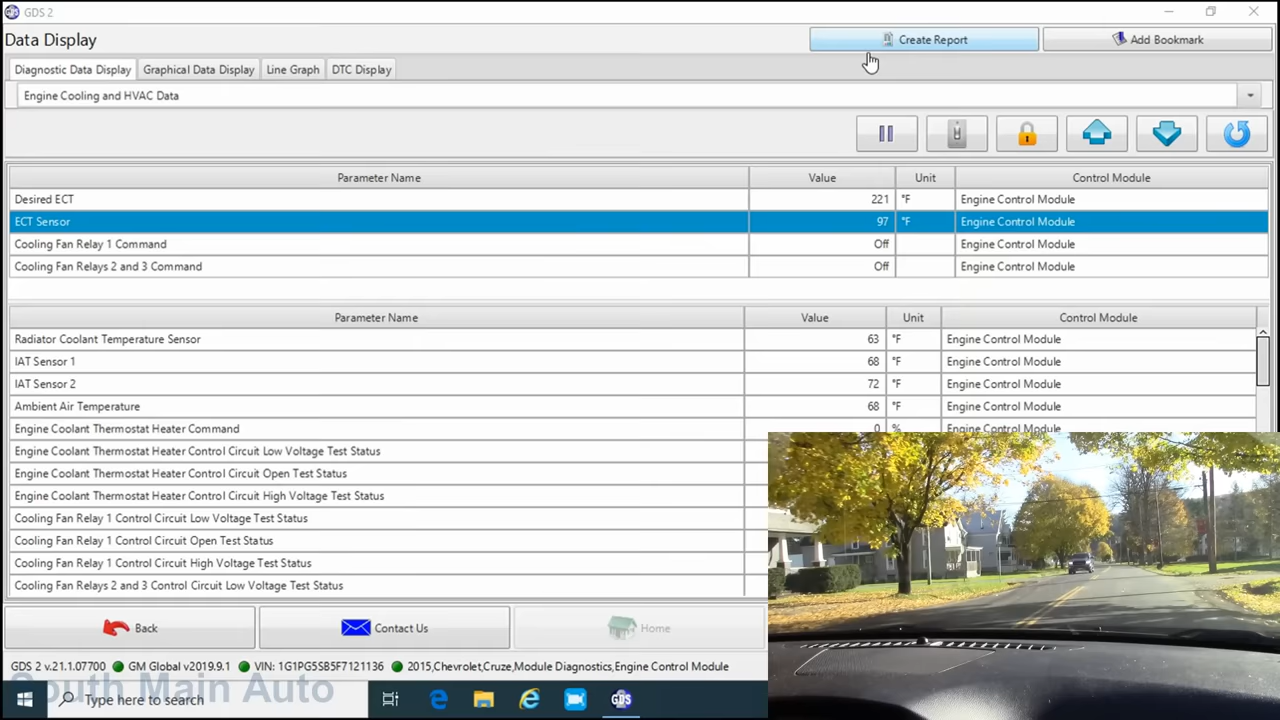 GDS 2
Data Display
Create Report
Add Bookmark
Diagnostic Data Display Graphical Data Display Line Graph DTC Display
Engine Cooling and HVAC Data
Parameter Name Value Unit Control Module
Desired ECT 221 °F Engine Control Module
ECT Sensor 97 °F Engine Control Module
Cooling Fan Relay 1 Command Off Engine Control Module
Cooling Fan Relays 2 and 3 Command Off Engine Control Module
Parameter Name Value Unit Control Module
Radiator Coolant Temperature Sensor 63 °F Engine Control Module
IAT Sensor 1 68 °F Engine Control Module
IAT Sensor 2 72 °F Engine Control Module
Ambient Air Temperature 68 °F Engine Control Module
Engine Coolant Thermostat Heater Command 0 % Engine Control Module
Engine Coolant Thermostat Heater Control Circuit Low Voltage Test Status
Engine Coolant Thermostat Heater Control Circuit Open Test Status
Engine Coolant Thermostat Heater Control Circuit High Voltage Test Status
Cooling Fan Relay 1 Control Circuit Low Voltage Test Status
Cooling Fan Relay 1 Control Circuit Open Test Status
Cooling Fan Relay 1 Control Circuit High Voltage Test Status
Cooling Fan Relays 2 and 3 Control Circuit Low Voltage Test Status
Back Contact Us Home
GDS 2 v.21.1.07700 GM Global v2019.9.1 VIN: 1G1PG5SB5F7121136 2015,Chevrolet,Cruze,Module Diagnostics,Engine Control Module
South Main Auto
Type here to search
GDS